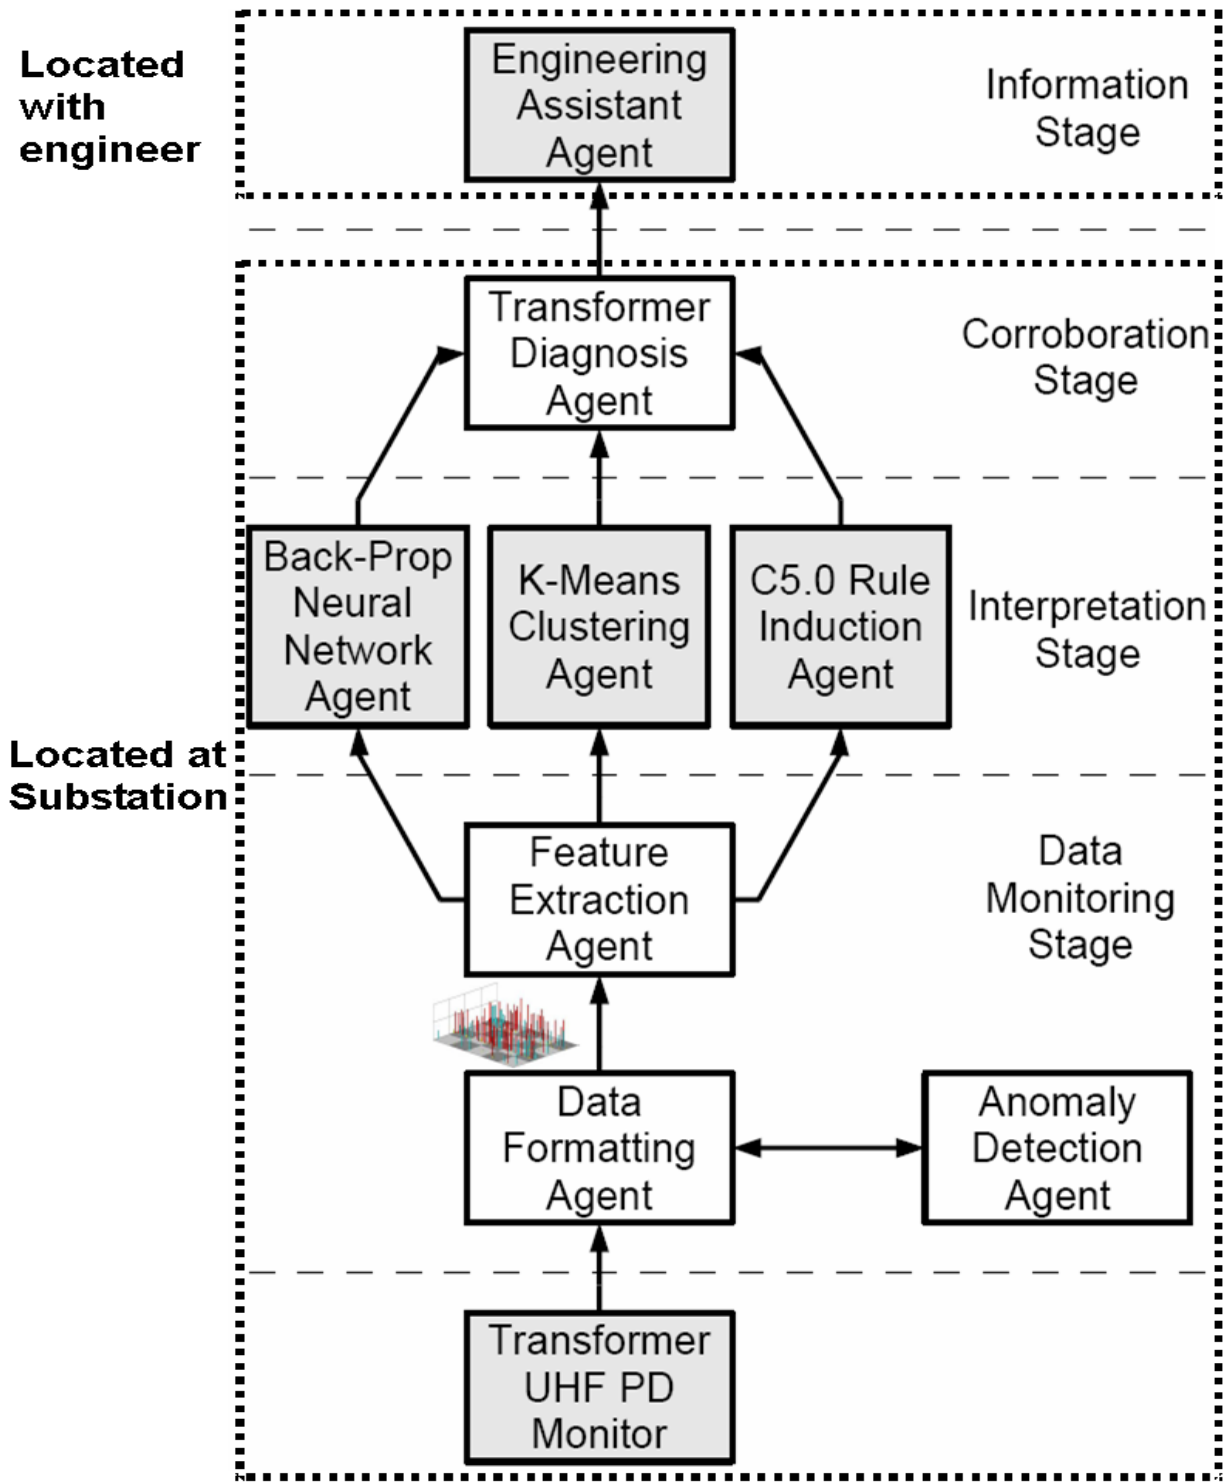 Located
with
engineer
Engineering
Assistant
Agent
Information
Stage
Transformer
Diagnosis
Agent
Corroboration
Stage
Back-Prop
Neural
Network
Agent
K-Means
Clustering
Agent
C5.0 Rule
Induction
Agent
Interpretation
Stage
Located at
Substation
Feature
Extraction
Agent
Data
Monitoring
Stage
Data
Formatting
Agent
Anomaly
Detection
Agent
Transformer
UHF PD
Monitor